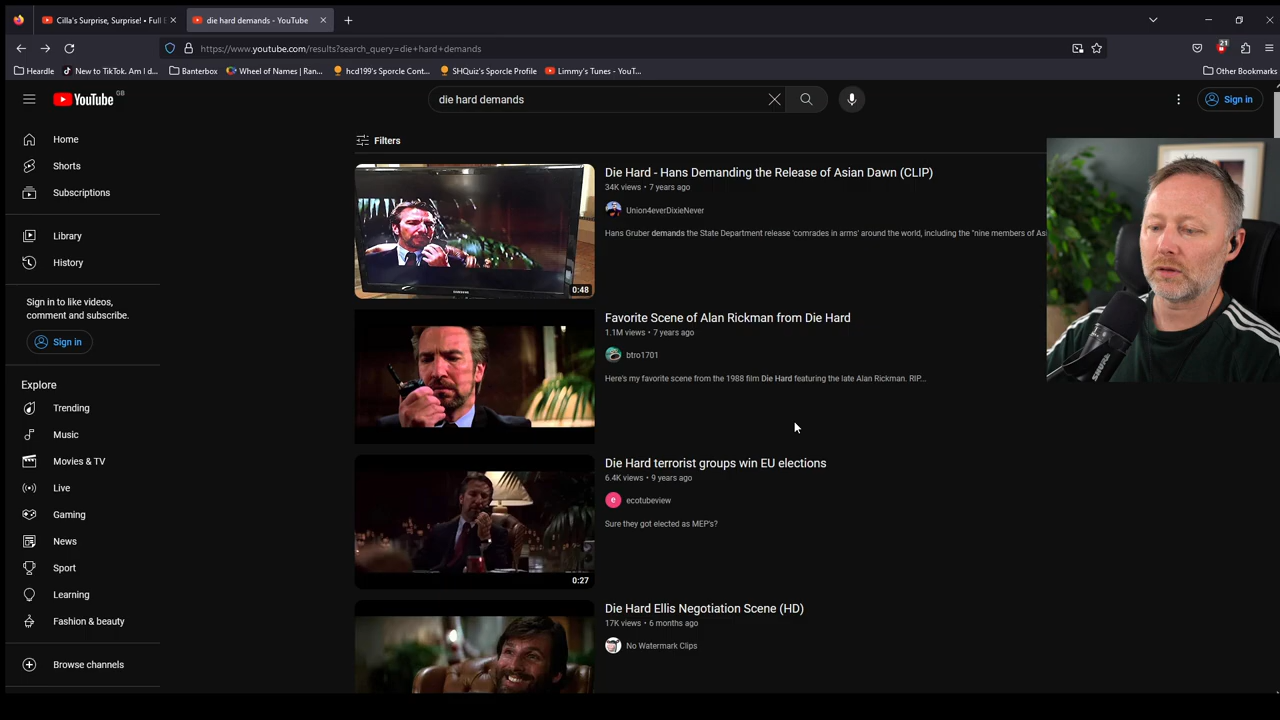 Cilla's Surprise, Surprise! • Full E
die hard demands - YouTube
https://www.youtube.com/results?search_query=die+hard+demands
21
Heardle
New to TikTok, Am I d...
Banterbox
Wheel of Names | Ran...
hcd199's Sporcle Cont...
SHQuiz's Sporcle Profile
Limmy's Tunes - YouT...
Other Bookmarks
YouTube GB
die hard demands
Sign in
Home
Shorts
Subscriptions
Library
History
Sign in to like videos,
comment and subscribe.
Sign in
Explore
Trending
Music
Movies & TV
Live
Gaming
News
Sport
Learning
Fashion & beauty
Browse channels
Filters
Die Hard - Hans Demanding the Release of Asian Dawn (CLIP)
34K views • 7 years ago
Union4everDixieNever
Hans Gruber demands the State Department release 'comrades in arms' around the world, including the "nine members of As
0:48
Favorite Scene of Alan Rickman from Die Hard
1.1M views • 7 years ago
btro1701
Here's my favorite scene from the 1988 film Die Hard featuring the late Alan Rickman. RIP...
Die Hard terrorist groups win EU elections
6.4K views • 9 years ago
e ecotubeview
Sure they got elected as MEP's?
0:27
Die Hard Ellis Negotiation Scene (HD)
17K views • 6 months ago
No Watermark Clips
SHURE